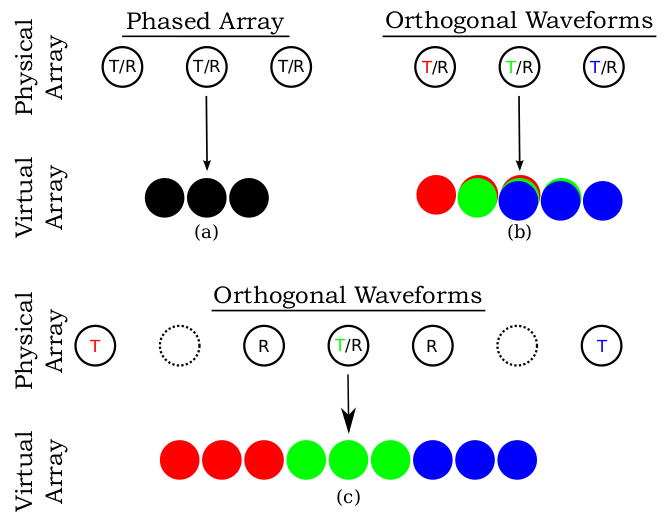 Phased Array
Orthogonal Waveforms
Physical
Array
T/R
T/R
T/R
T/R
T/R
T/R
Virtual
Array
(a)
(b)
Orthogonal Waveforms
Physical
Array
T
R
T/R
R
T
Virtual
Array
(c)